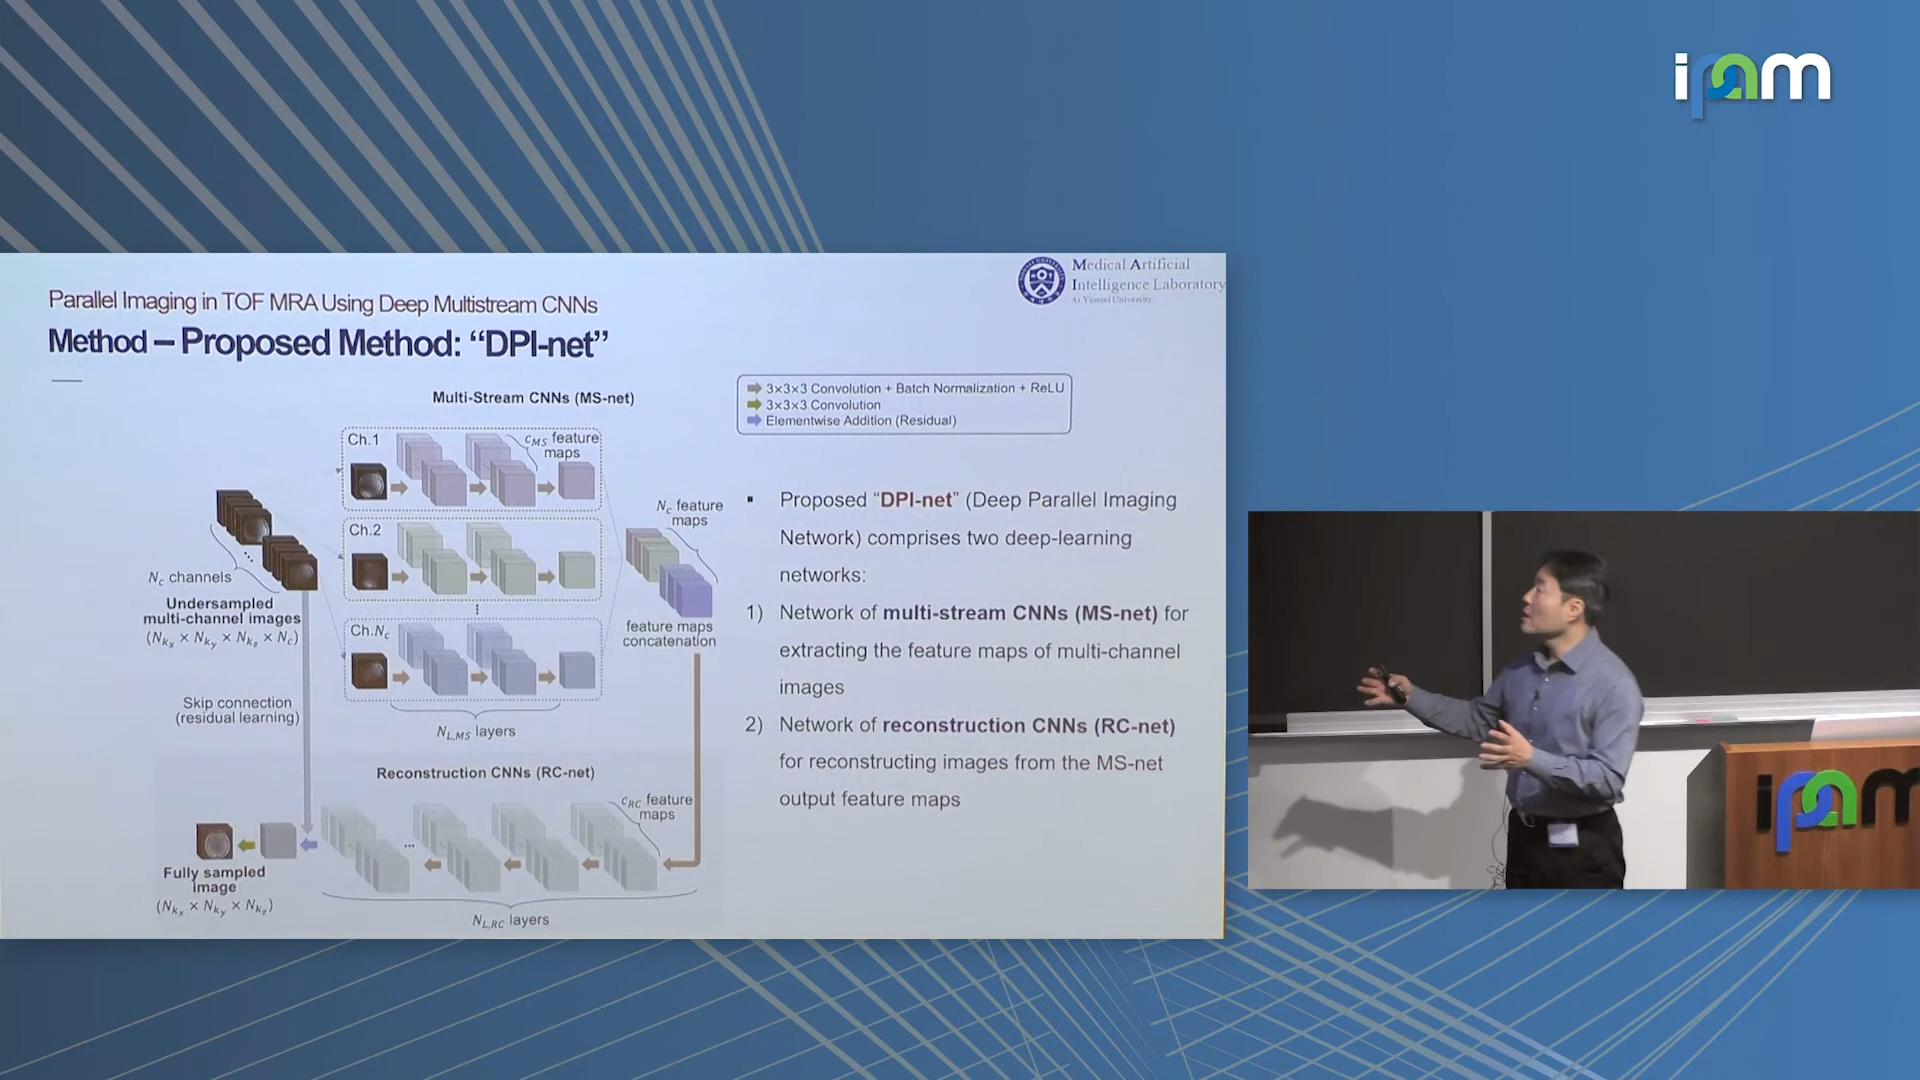 ipam
Medical Artificial
Intelligence Laboratory
At Yonsei University
Parallel Imaging in TOF MRA Using Deep Multistream CNNs
Method – Proposed Method: “DPI-net”
Multi-Stream CNNs (MS-net)
3×3×3 Convolution + Batch Normalization + ReLU
3×3×3 Convolution
Elementwise Addition (Residual)
Ch.1
c_MS feature
maps
Ch.2
⋮
Ch.N_c
N_L,MS layers
N_c feature
maps
feature maps
concatenation
...
N_c channels
Undersampled
multi-channel images
(N_kx × N_ky × N_kz × N_c)
Skip connection
(residual learning)
Reconstruction CNNs (RC-net)
c_RC feature
maps
...
Fully sampled
image
(N_kx × N_ky × N_kz)
N_L,RC layers
▪ Proposed “DPI-net” (Deep Parallel Imaging
Network) comprises two deep-learning
networks:
1) Network of multi-stream CNNs (MS-net) for
extracting the feature maps of multi-channel
images
2) Network of reconstruction CNNs (RC-net)
for reconstructing images from the MS-net
output feature maps
ipam